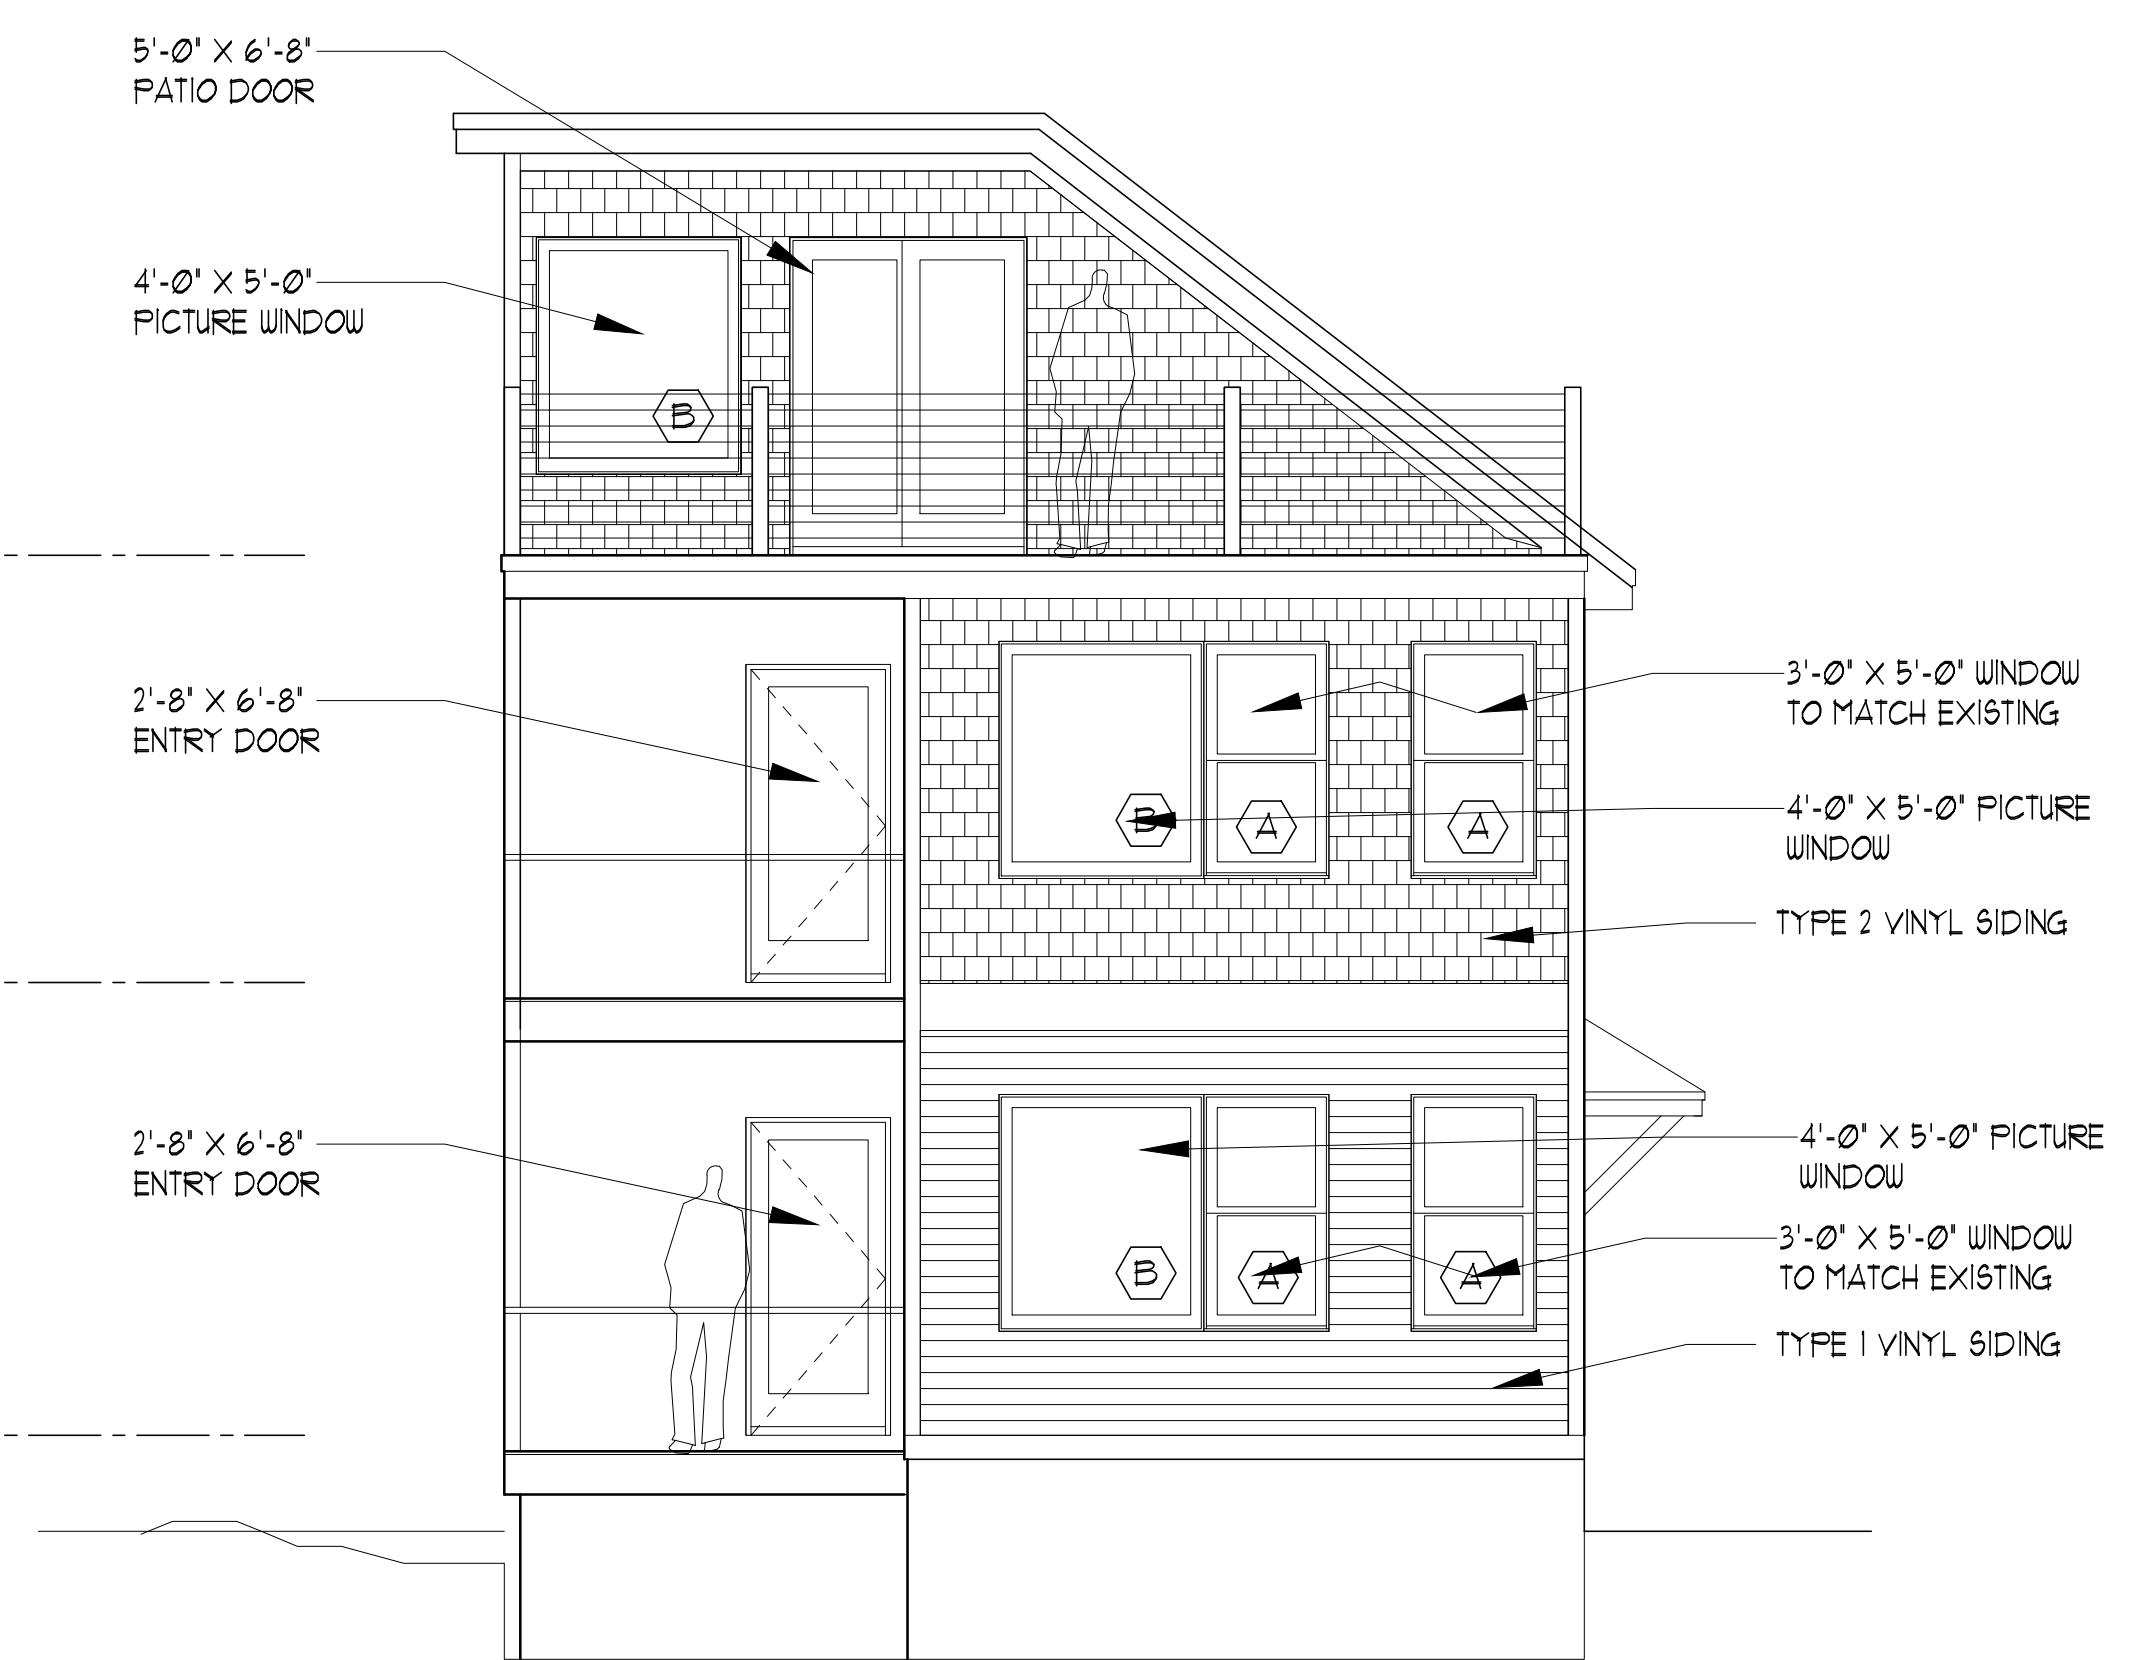 5'-0" X 6'-8"
PATIO DOOR
4'-0" X 5'-0"
PICTURE WINDOW
B
2'-8" X 6'-8"
ENTRY DOOR
3'-0" X 5'-0" WINDOW
TO MATCH EXISTING
4'-0" X 5'-0" PICTURE
WINDOW
B
A
A
TYPE 2 VINYL SIDING
2'-8" X 6'-8"
ENTRY DOOR
4'-0" X 5'-0" PICTURE
WINDOW
3'-0" X 5'-0" WINDOW
TO MATCH EXISTING
B
A
A
TYPE 1 VINYL SIDING